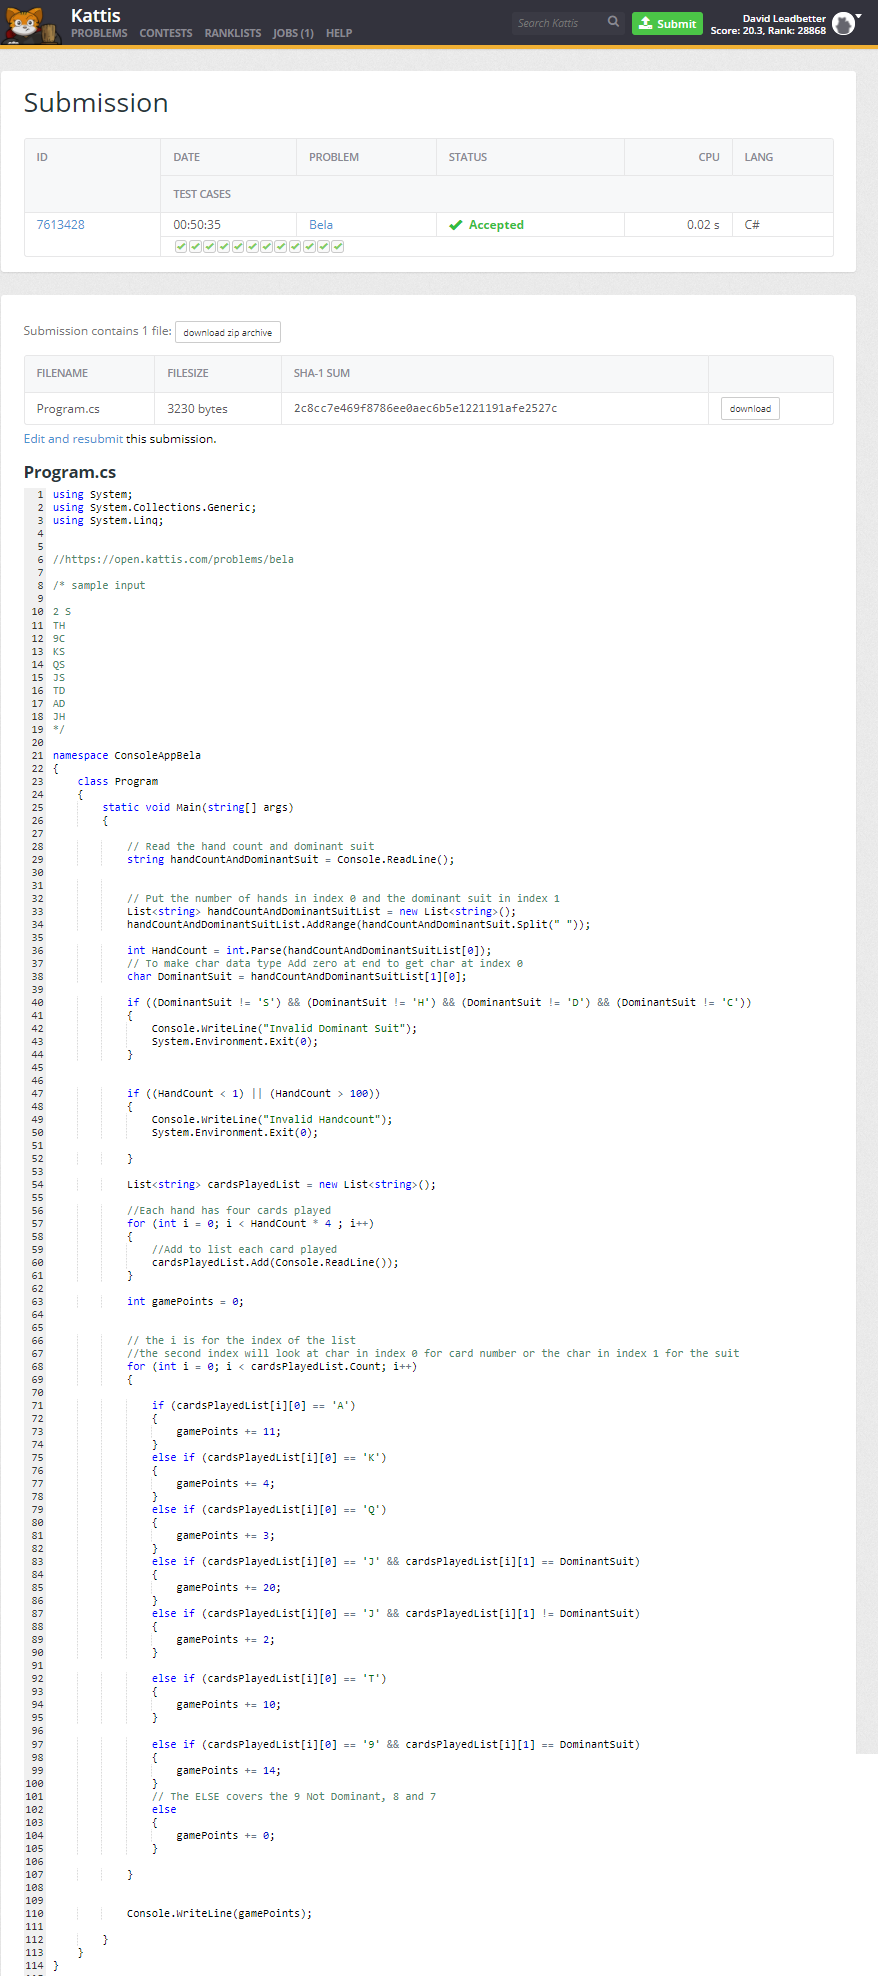 Kattis
PROBLEMS CONTESTS RANKLISTS JOBS (1) HELP
Search Kattis
Submit
David Leadbetter
Score: 20.3, Rank: 28868
Submission
ID DATE PROBLEM STATUS CPU LANG
TEST CASES
7613428 00:50:35 Bela Accepted 0.02 s C#
Submission contains 1 file: download zip archive
FILENAME FILESIZE SHA-1 SUM
Program.cs 3230 bytes 2c8cc7e469f8786ee0aec6b5e1221191afe2527c download
Edit and resubmit this submission.
Program.cs
1 using System;
2 using System.Collections.Generic;
3 using System.Linq;
4
5
6 //https://open.kattis.com/problems/bela
7
8 /* sample input
9
10 2 S
11 TH
12 9C
13 KS
14 QS
15 JS
16 TD
17 AD
18 JH
19 */
20
21 namespace ConsoleAppBela
22 {
23 class Program
24 {
25 static void Main(string[] args)
26 {
27
28 // Read the hand count and dominant suit
29 string handCountAndDominantSuit = Console.ReadLine();
30
31
32 // Put the number of hands in index 0 and the dominant suit in index 1
33 List<string> handCountAndDominantSuitList = new List<string>();
34 handCountAndDominantSuitList.AddRange(handCountAndDominantSuit.Split(" "));
35
36 int HandCount = int.Parse(handCountAndDominantSuitList[0]);
37 // To make char data type Add zero at end to get char at index 0
38 char DominantSuit = handCountAndDominantSuitList[1][0];
39
40 if ((DominantSuit != 'S') && (DominantSuit != 'H') && (DominantSuit != 'D') && (DominantSuit != 'C'))
41 {
42 Console.WriteLine("Invalid Dominant Suit");
43 System.Environment.Exit(0);
44 }
45
46
47 if ((HandCount < 1) || (HandCount > 100))
48 {
49 Console.WriteLine("Invalid Handcount");
50 System.Environment.Exit(0);
51
52 }
53
54 List<string> cardsPlayedList = new List<string>();
55
56 //Each hand has four cards played
57 for (int i = 0; i < HandCount * 4 ; i++)
58 {
59 //Add to list each card played
60 cardsPlayedList.Add(Console.ReadLine());
61 }
62
63 int gamePoints = 0;
64
65
66 // the i is for the index of the list
67 //the second index will look at char in index 0 for card number or the char in index 1 for the suit
68 for (int i = 0; i < cardsPlayedList.Count; i++)
69 {
70
71 if (cardsPlayedList[i][0] == 'A')
72 {
73 gamePoints += 11;
74 }
75 else if (cardsPlayedList[i][0] == 'K')
76 {
77 gamePoints += 4;
78 }
79 else if (cardsPlayedList[i][0] == 'Q')
80 {
81 gamePoints += 3;
82 }
83 else if (cardsPlayedList[i][0] == 'J' && cardsPlayedList[i][1] == DominantSuit)
84 {
85 gamePoints += 20;
86 }
87 else if (cardsPlayedList[i][0] == 'J' && cardsPlayedList[i][1] != DominantSuit)
88 {
89 gamePoints += 2;
90 }
91
92 else if (cardsPlayedList[i][0] == 'T')
93 {
94 gamePoints += 10;
95 }
96
97 else if (cardsPlayedList[i][0] == '9' && cardsPlayedList[i][1] == DominantSuit)
98 {
99 gamePoints += 14;
100 }
101 // The ELSE covers the 9 Not Dominant, 8 and 7
102 else
103 {
104 gamePoints += 0;
105 }
106
107 }
108
109
110 Console.WriteLine(gamePoints);
111
112 }
113 }
114 }